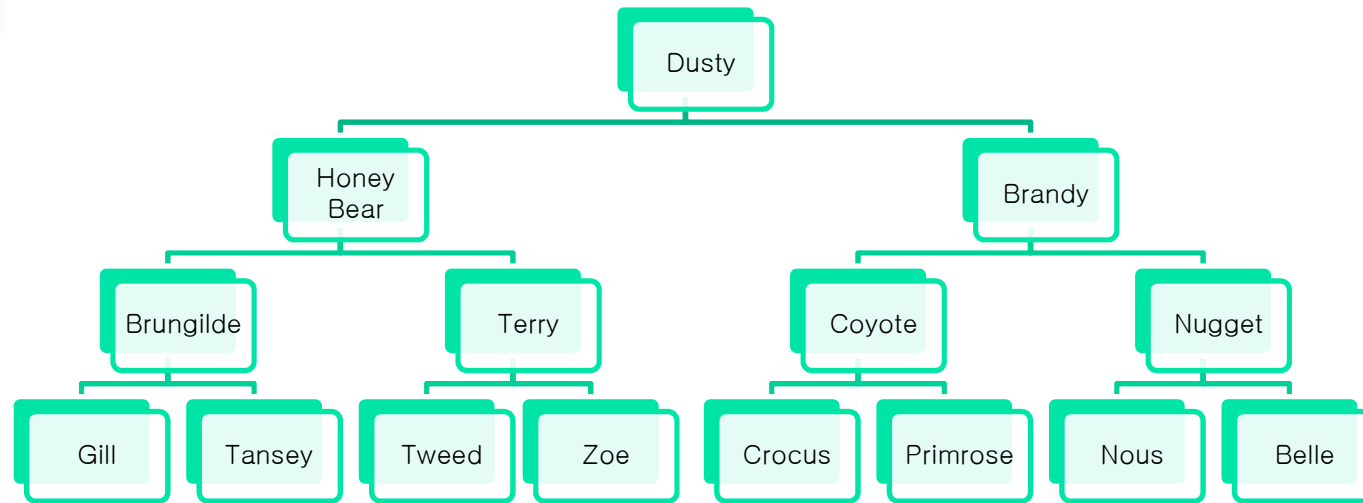 Dusty
Honey
Bear
Brandy
Brungilde
Terry
Coyote
Nugget
Gill
Tansey
Tweed
Zoe
Crocus
Primrose
Nous
Belle